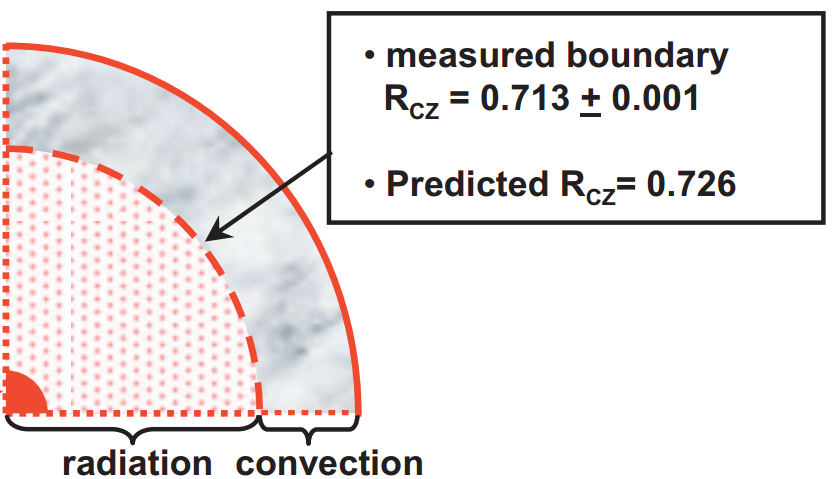 • measured boundary
R_CZ = 0.713 ± 0.001
• Predicted R_CZ= 0.726
radiation convection